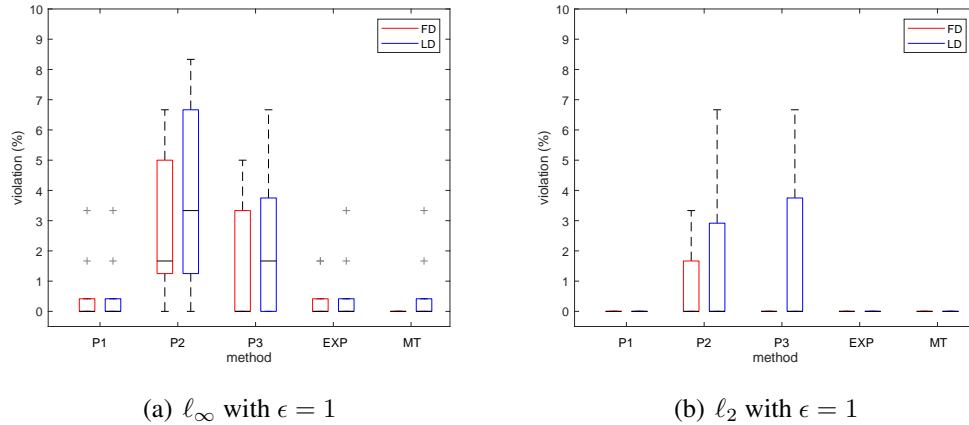 10
9
8
7
6
5
4
3
2
1
0
violation (%)
FD
LD
P1 P2 P3 EXP MT
method
(a) ℓ∞ with ϵ = 1
10
9
8
7
6
5
4
3
2
1
0
violation (%)
FD
LD
P1 P2 P3 EXP MT
method
(b) ℓ2 with ϵ = 1